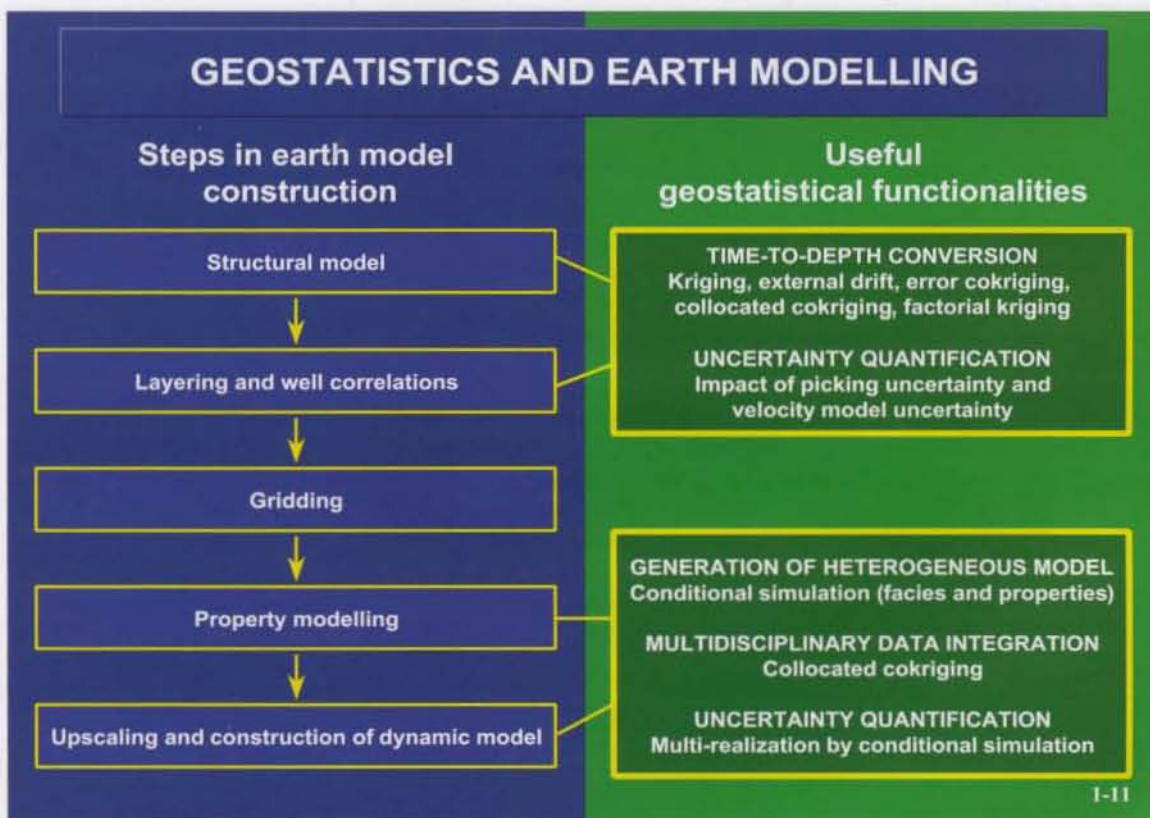 GEOSTATISTICS AND EARTH MODELLING
Steps in earth model
construction
Structural model
Layering and well correlations
Gridding
Property modelling
Upscaling and construction of dynamic model
Useful
geostatistical functionalities
TIME-TO-DEPTH CONVERSION
Kriging, external drift, error cokriging,
collocated cokriging, factorial kriging
UNCERTAINTY QUANTIFICATION
Impact of picking uncertainty and
velocity model uncertainty
GENERATION OF HETEROGENEOUS MODEL
Conditional simulation (facies and properties)
MULTIDISCIPLINARY DATA INTEGRATION
Collocated cokriging
UNCERTAINTY QUANTIFICATION
Multi-realization by conditional simulation
1-11